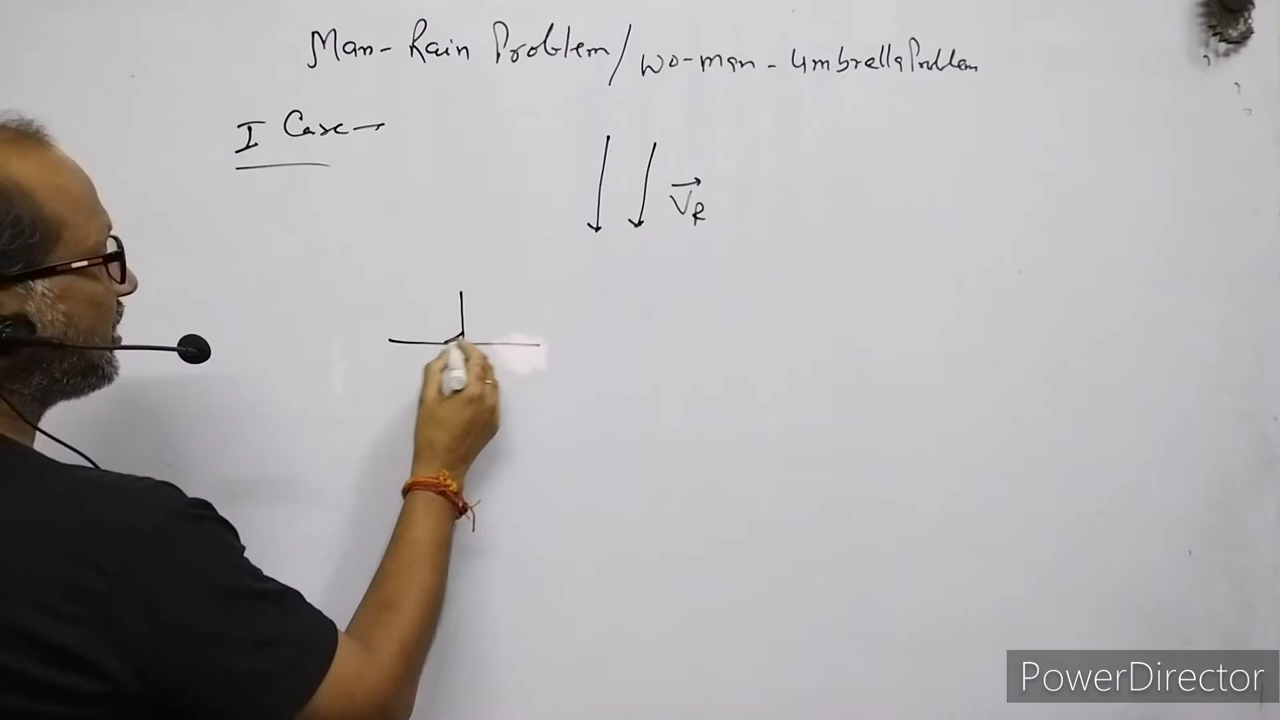 Man-Rain Problem/wo-man-umbrella Problem
I Case→
V⃗R
PowerDirector